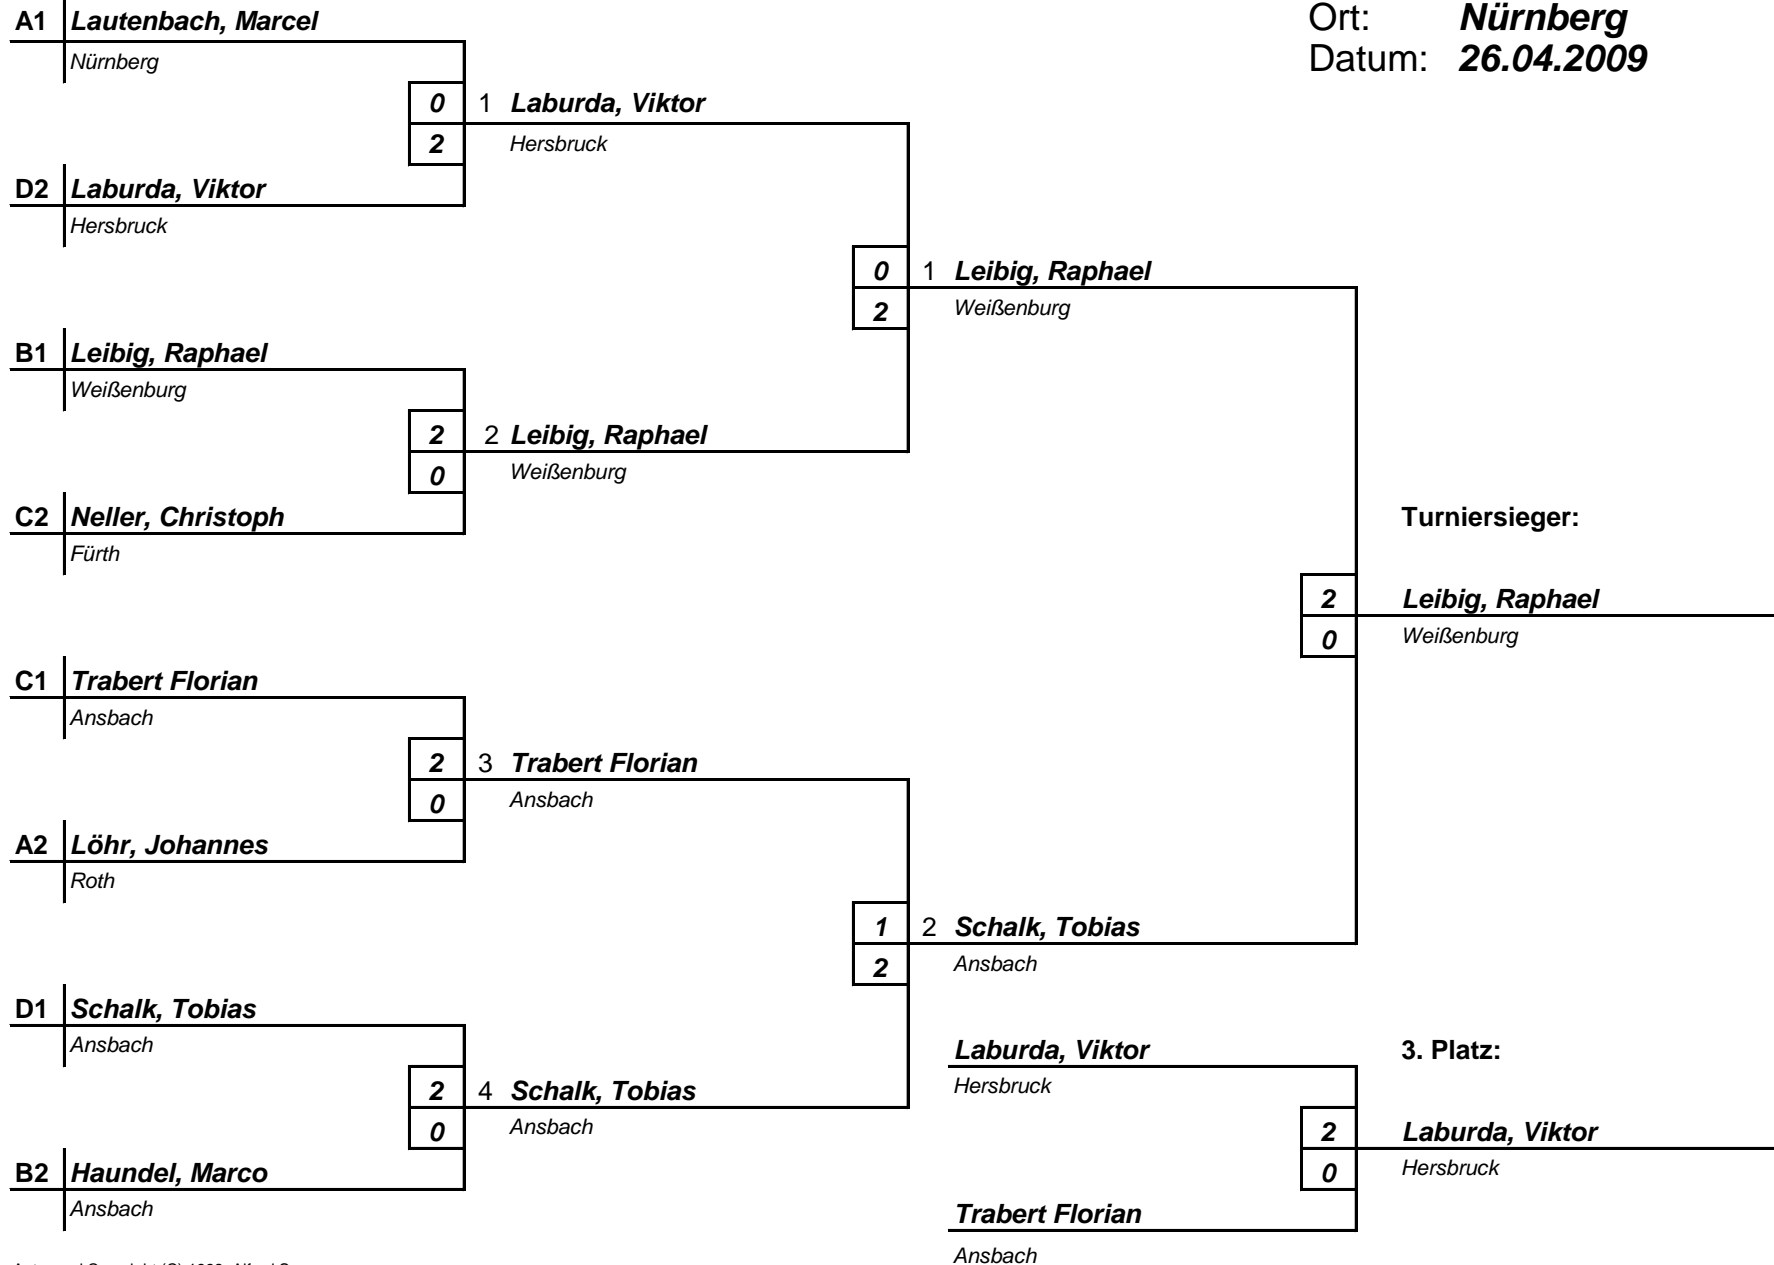 A1 Lautenbach, Marcel
Nürnberg
Ort: Nürnberg
Datum: 26.04.2009
0 1 Laburda, Viktor
2 Hersbruck
D2 Laburda, Viktor
Hersbruck
0 1 Leibig, Raphael
2 Weißenburg
B1 Leibig, Raphael
Weißenburg
2 2 Leibig, Raphael
0 Weißenburg
C2 Neller, Christoph
Fürth
Turniersieger:
2 Leibig, Raphael
0 Weißenburg
C1 Trabert Florian
Ansbach
2 3 Trabert Florian
0 Ansbach
A2 Löhr, Johannes
Roth
1 2 Schalk, Tobias
2 Ansbach
D1 Schalk, Tobias
Ansbach
Laburda, Viktor 3. Platz:
Hersbruck
2 4 Schalk, Tobias
0 Ansbach
2 Laburda, Viktor
0 Hersbruck
B2 Haundel, Marco
Ansbach
Trabert Florian
Ansbach